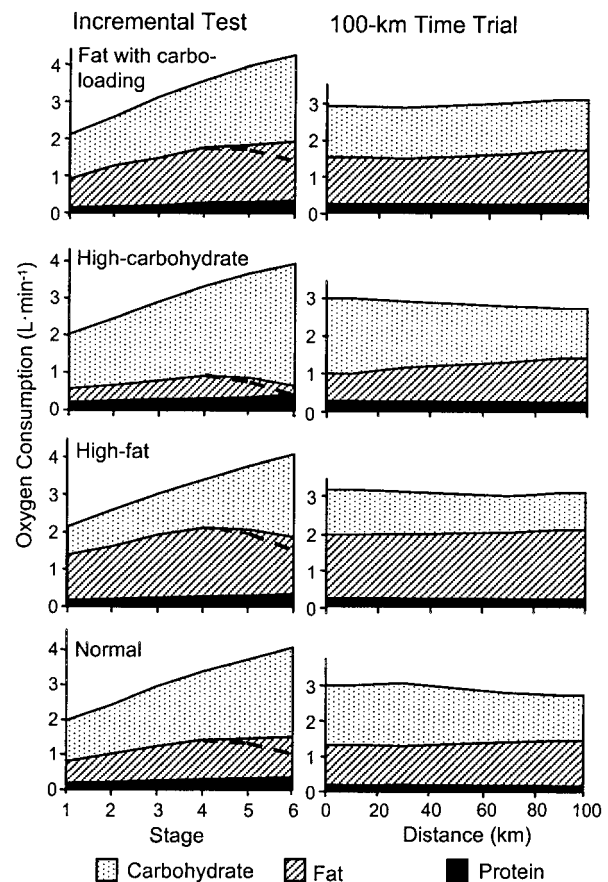 Incremental Test
100-km Time Trial
Fat with carbo-
loading
4
3
2
1
0
3
2
1
0
High-carbohydrate
4
3
2
1
0
3
2
1
0
Oxygen Consumption (L·min⁻¹)
High-fat
4
3
2
1
0
3
2
1
0
Normal
4
3
2
1
0
3
2
1
0
1 2 3 4 5 6
0 20 40 60 80 100
Stage
Distance (km)
Carbohydrate
Fat
Protein